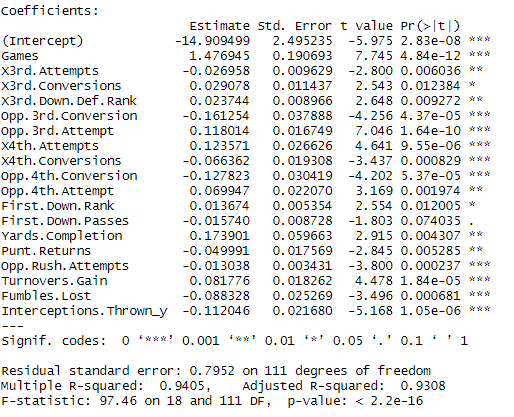 Coefficients:
Estimate Std. Error t value Pr(>|t|)
(Intercept) -14.909499 2.495235 -5.975 2.83e-08 ***
Games 1.476945 0.190693 7.745 4.84e-12 ***
X3rd.Attempts -0.026958 0.009629 -2.800 0.006036 **
X3rd.Conversions 0.029078 0.011437 2.543 0.012384 *
X3rd.Down.Def.Rank 0.023744 0.008966 2.648 0.009272 **
Opp.3rd.Conversion -0.161254 0.037888 -4.256 4.37e-05 ***
Opp.3rd.Attempt 0.118014 0.016749 7.046 1.64e-10 ***
X4th.Attempts 0.123571 0.026626 4.641 9.55e-06 ***
X4th.Conversions -0.066362 0.019308 -3.437 0.000829 ***
Opp.4th.Conversion -0.127823 0.030419 -4.202 5.37e-05 ***
Opp.4th.Attempt 0.069947 0.022070 3.169 0.001974 **
First.Down.Rank 0.013674 0.005354 2.554 0.012005 *
First.Down.Passes -0.015740 0.008728 -1.803 0.074035 .
Yards.Completion 0.173901 0.059663 2.915 0.004307 **
Punt.Returns -0.049991 0.017569 -2.845 0.005285 **
Opp.Rush.Attempts -0.013038 0.003431 -3.800 0.000237 ***
Turnovers.Gain 0.081776 0.018262 4.478 1.84e-05 ***
Fumbles.Lost -0.088328 0.025269 -3.496 0.000681 ***
Interceptions.Thrown_y -0.112046 0.021680 -5.168 1.05e-06 ***
---
Signif. codes: 0 ‘***’ 0.001 ‘**’ 0.01 ‘*’ 0.05 ‘.’ 0.1 ‘ ’ 1
Residual standard error: 0.7952 on 111 degrees of freedom
Multiple R-squared: 0.9405, Adjusted R-squared: 0.9308
F-statistic: 97.46 on 18 and 111 DF, p-value: < 2.2e-16